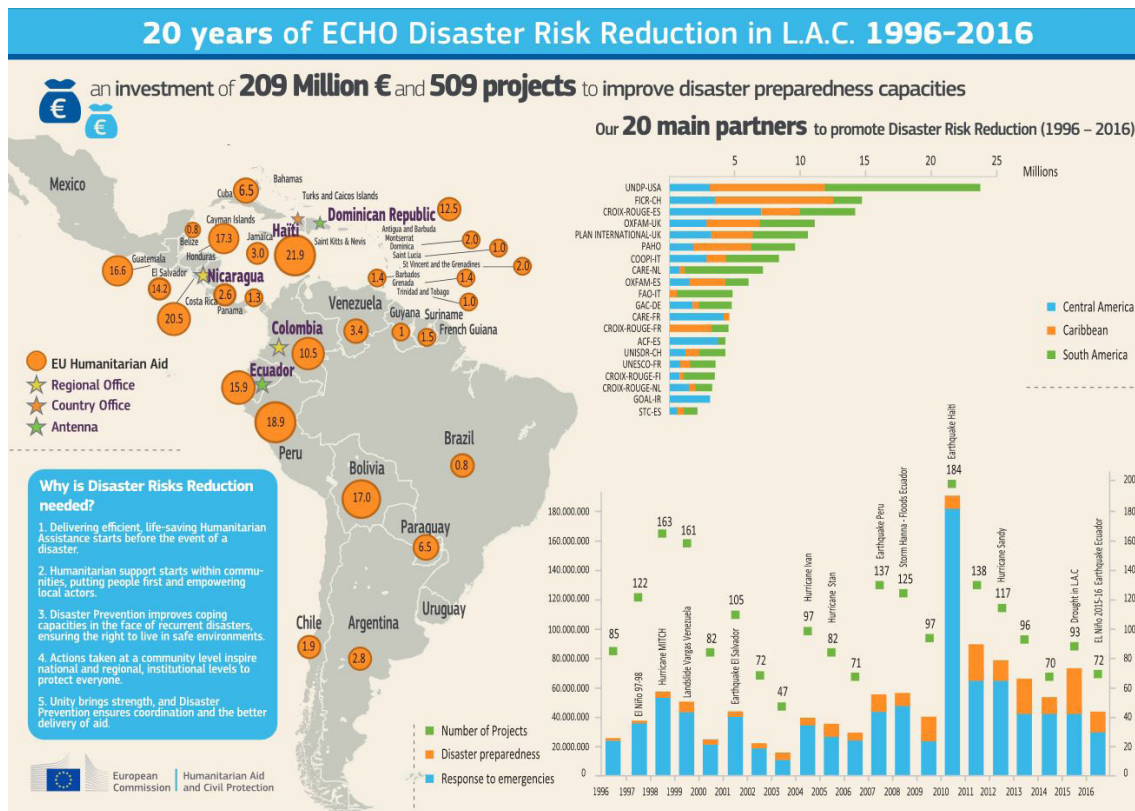 20 years of ECHO Disaster Risk Reduction in L.A.C. 1996–2016
an investment of 209 Million € and 509 projects to improve disaster preparedness capacities
€
€
Our 20 main partners to promote Disaster Risk Reduction (1996 – 2016)
5 10 15 20 25
Millions
UNDP-USA
FICR-CH
CROIX-ROUGE-ES
OXFAM-UK
PLAN INTERNATIONAL-UK
PAHO
COOPI-IT
CARE-NL
OXFAM-ES
FAO-IT
GAC-DE
CARE-FR
CROIX-ROUGE-FR
ACF-ES
UNISDR-CH
UNESCO-FR
CROIX-ROUGE-FI
CROIX-ROUGE-NL
GOAL-IR
STC-ES
Central America
Caribbean
South America
Mexico
Bahamas
Cuba
6.5
Turks and Caicos Islands
Dominican Republic
12.5
Cayman Islands
Haïti
0.8
Belize
17.3
Jamaica
3.0
21.9
Saint Kitts & Nevis
Antigua and Barbuda
Montserrat
Dominica
Saint Lucia
2.0
1.0
St Vincent and the Grenadines
2.0
Guatemala
16.6
Honduras
El Salvador
14.2
Nicaragua
20.5
Costa Rica
2.6
Panama
1.3
1.4
Barbados
Grenada
1.4
Trinidad and Tobago
1.0
Venezuela
3.4
Guyana
1
Suriname
1.5
French Guiana
Colombia
10.5
Ecuador
15.9
18.9
Peru
Brazil
0.8
Bolivia
17.0
Paraguay
6.5
Uruguay
Chile
1.9
Argentina
2.8
EU Humanitarian Aid
Regional Office
Country Office
Antenna
Why is Disaster Risks Reduction
needed?
1. Delivering efficient, life-saving Humanitarian
Assistance starts before the event of a
disaster.
2. Humanitarian support starts within commu-
nities, putting people first and empowering
local actors.
3. Disaster Prevention improves coping
capacities in the face of recurrent disasters,
ensuring the right to live in safe environments.
4. Actions taken at a community level inspire
national and regional, institutional levels to
protect everyone.
5. Unity brings strength, and Disaster
Prevention ensures coordination and the better
delivery of aid.
European
Commission
Humanitarian Aid
and Civil Protection
Number of Projects
Disaster preparedness
Response to emergencies
180.000.000
160.000.000
140.000.000
120.000.000
100.000.000
80.000.000
60.000.000
40.000.000
20.000.000
0
85
122
El Niño 97-98
163
Hurricane MITCH
161
Landslide Vargas Venezuela
82
105
Earthquake El Salvador
72
47
97
Hurricane Ivan
82
Hurricane Stan
71
137
Earthquake Peru
125
Storm Hanna - Floods Ecuador
97
184
Earthquake Haiti
138
117
Hurricane Sandy
96
70
93
Drought in L.A.C
72
EL Niño 2015-16 Earthquake Ecuador
200
180
160
140
120
100
80
60
40
20
0
1996 1997 1998 1999 2000 2001 2002 2003 2004 2005 2006 2007 2008 2009 2010 2011 2012 2013 2014 2015 2016